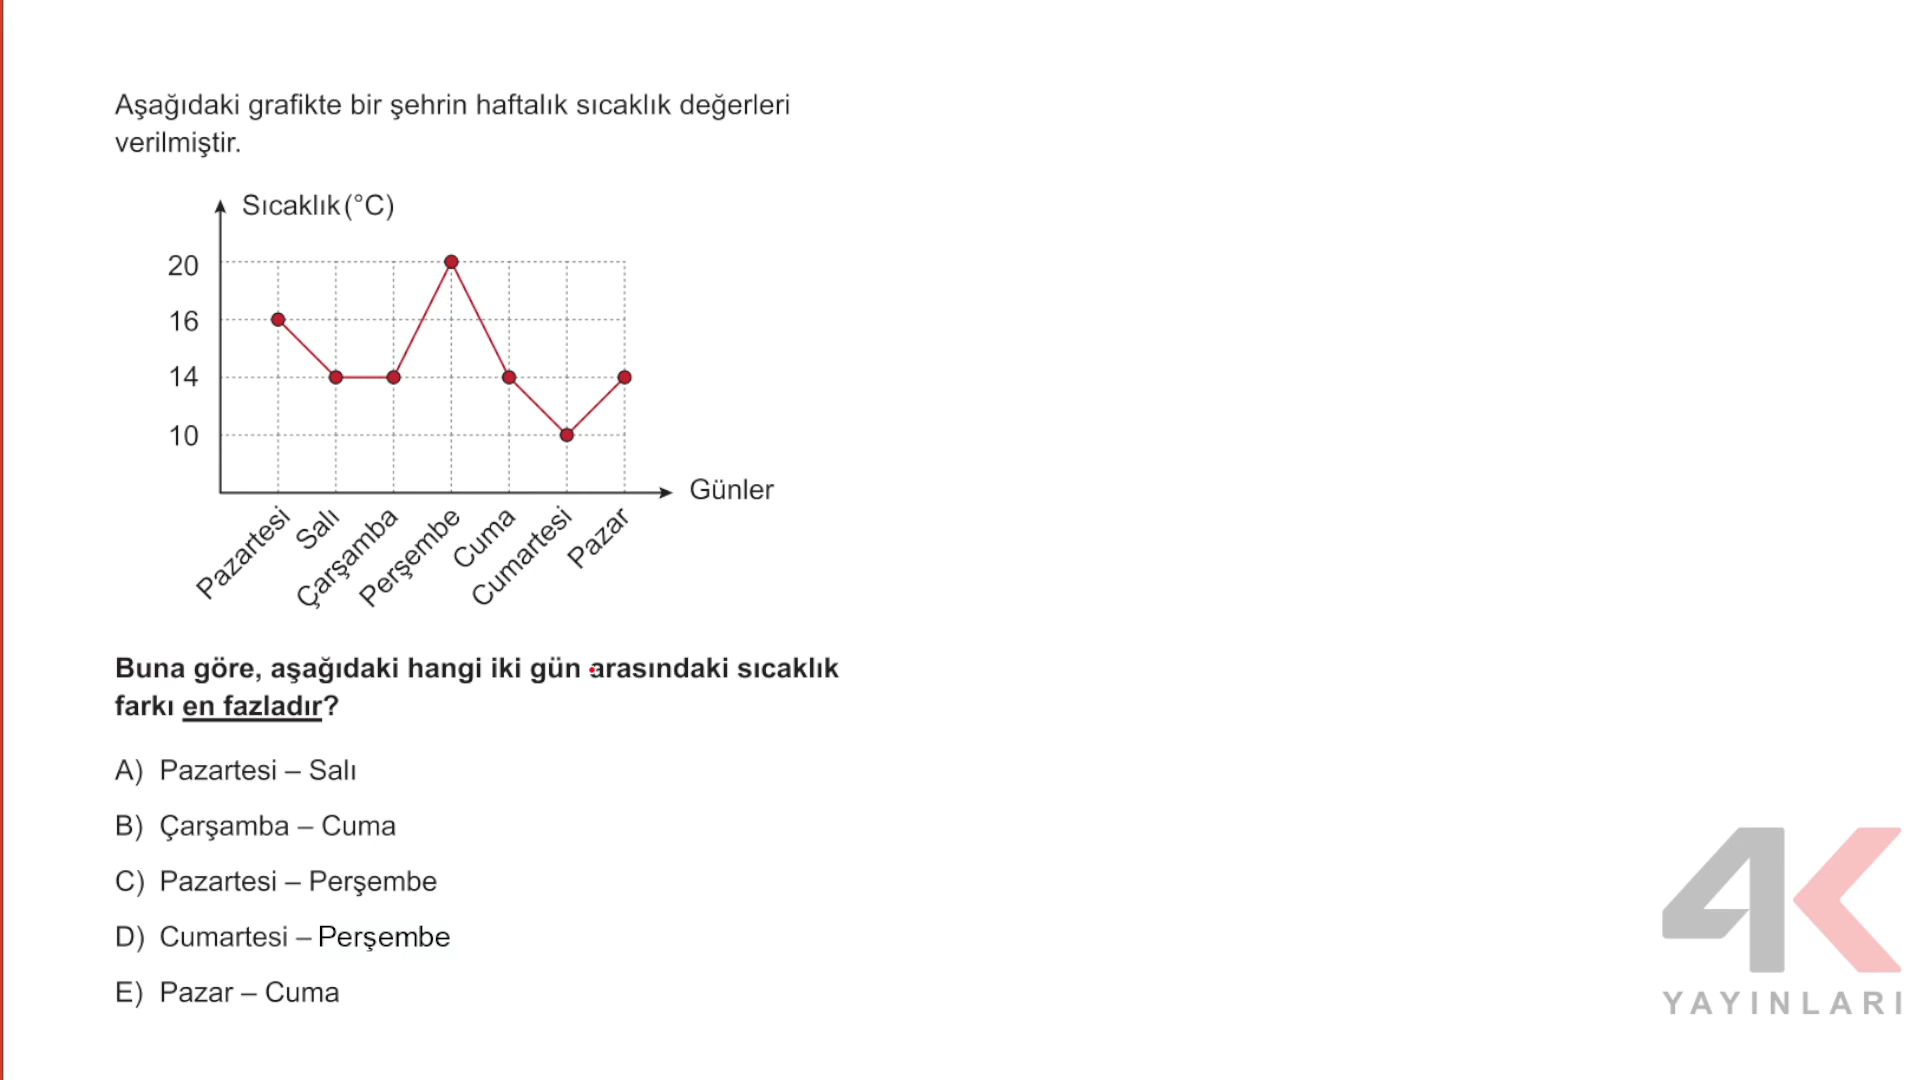 Aşağıdaki grafikte bir şehrin haftalık sıcaklık değerleri
verilmiştir.
Sıcaklık (°C)
20
16
14
10
Günler
Pazartesi
Salı
Çarşamba
Perşembe
Cuma
Cumartesi
Pazar
Buna göre, aşağıdaki hangi iki gün arasındaki sıcaklık
farkı en fazladır?
A) Pazartesi – Salı
B) Çarşamba – Cuma
C) Pazartesi – Perşembe
D) Cumartesi – Perşembe
E) Pazar – Cuma
4K
YAYINLARI